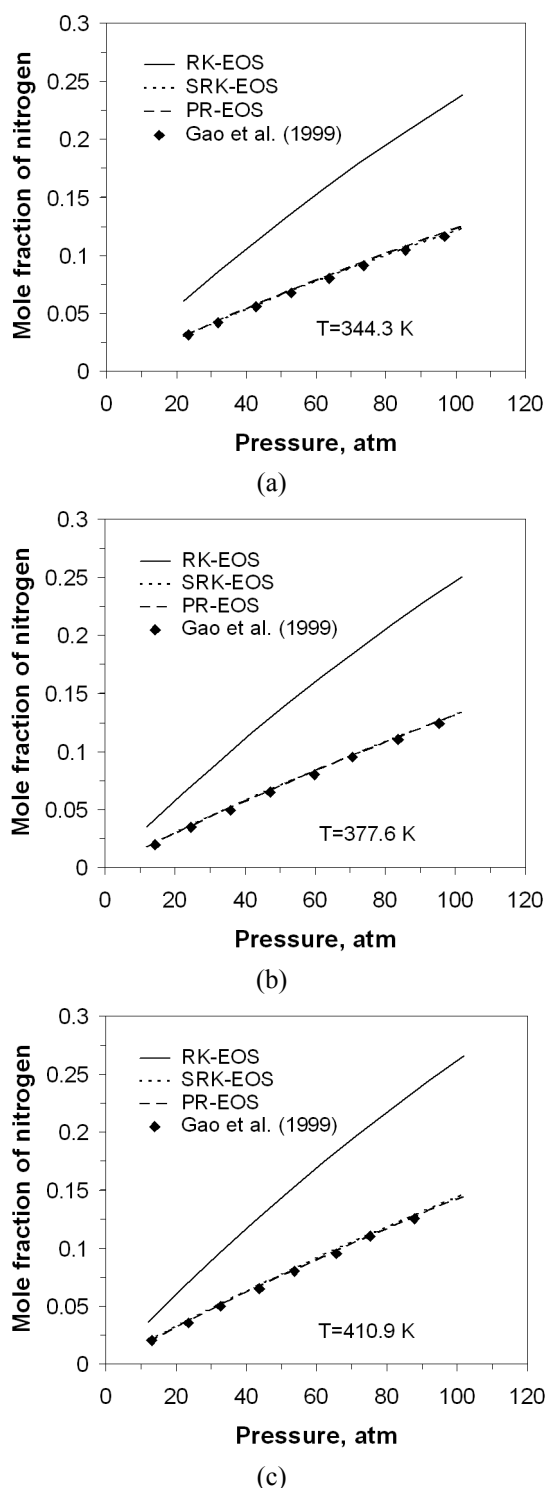 0.3
0.25
0.2
0.15
0.1
0.05
0
Mole fraction of nitrogen
RK-EOS
SRK-EOS
PR-EOS
Gao et al. (1999)
T=344.3 K
0 20 40 60 80 100 120
Pressure, atm
(a)
0.3
0.25
0.2
0.15
0.1
0.05
0
Mole fraction of nitrogen
RK-EOS
SRK-EOS
PR-EOS
Gao et al. (1999)
T=377.6 K
0 20 40 60 80 100 120
Pressure, atm
(b)
0.3
0.25
0.2
0.15
0.1
0.05
0
Mole fraction of nitrogen
RK-EOS
SRK-EOS
PR-EOS
Gao et al. (1999)
T=410.9 K
0 20 40 60 80 100 120
Pressure, atm
(c)